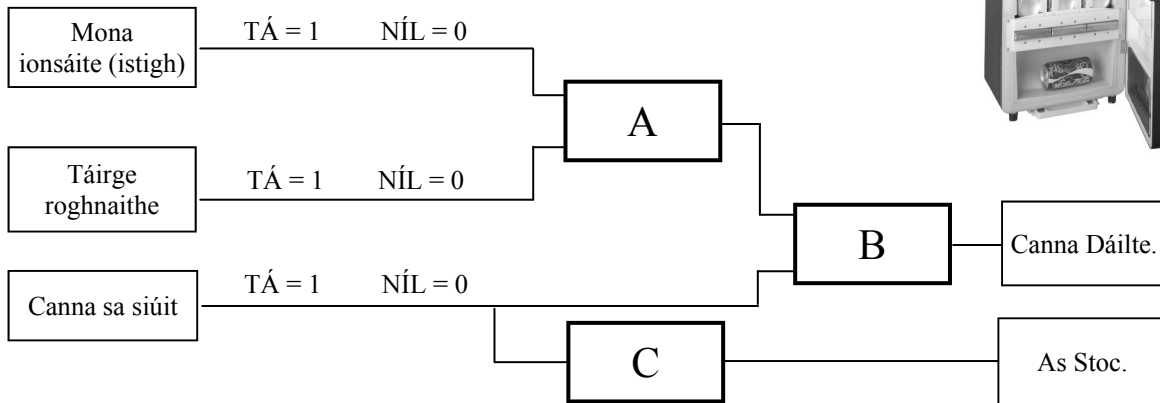 Mona
ionsáite (istigh)
TÁ = 1 NÍL = 0
A
Táirge
roghnaithe
TÁ = 1 NÍL = 0
B
Canna Dáilte.
Canna sa siúit
TÁ = 1 NÍL = 0
C
As Stoc.